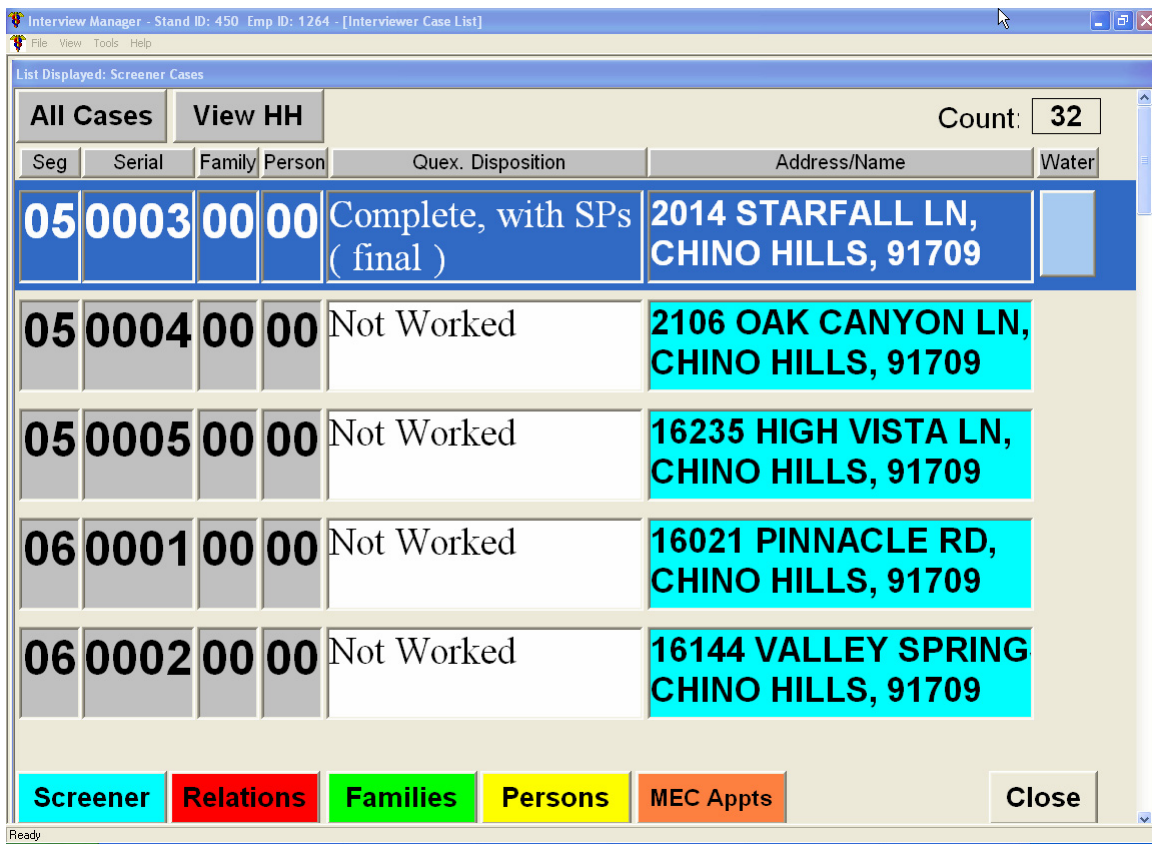 Interview Manager - Stand ID: 450 Emp ID: 1264 - [Interviewer Case List]
File View Tools Help
List Displayed: Screener Cases
All Cases View HH Count: 32
Seg Serial Family Person Quex. Disposition Address/Name Water
05 0003 00 00 Complete, with SPs 2014 STARFALL LN,
( final ) CHINO HILLS, 91709
05 0004 00 00 Not Worked 2106 OAK CANYON LN,
CHINO HILLS, 91709
05 0005 00 00 Not Worked 16235 HIGH VISTA LN,
CHINO HILLS, 91709
06 0001 00 00 Not Worked 16021 PINNACLE RD,
CHINO HILLS, 91709
06 0002 00 00 Not Worked 16144 VALLEY SPRING
CHINO HILLS, 91709
Screener Relations Families Persons MEC Appts Close
Ready